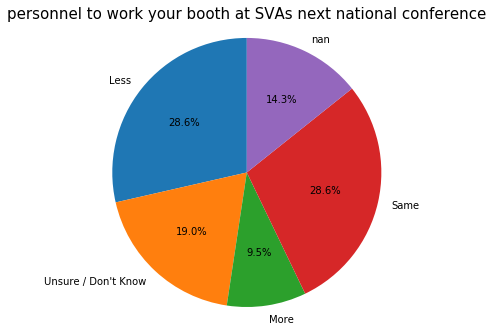 personnel to work your booth at SVAs next national conference
nan
Less
14.3%
28.6%
28.6%
Same
19.0%
9.5%
Unsure / Don't Know
More